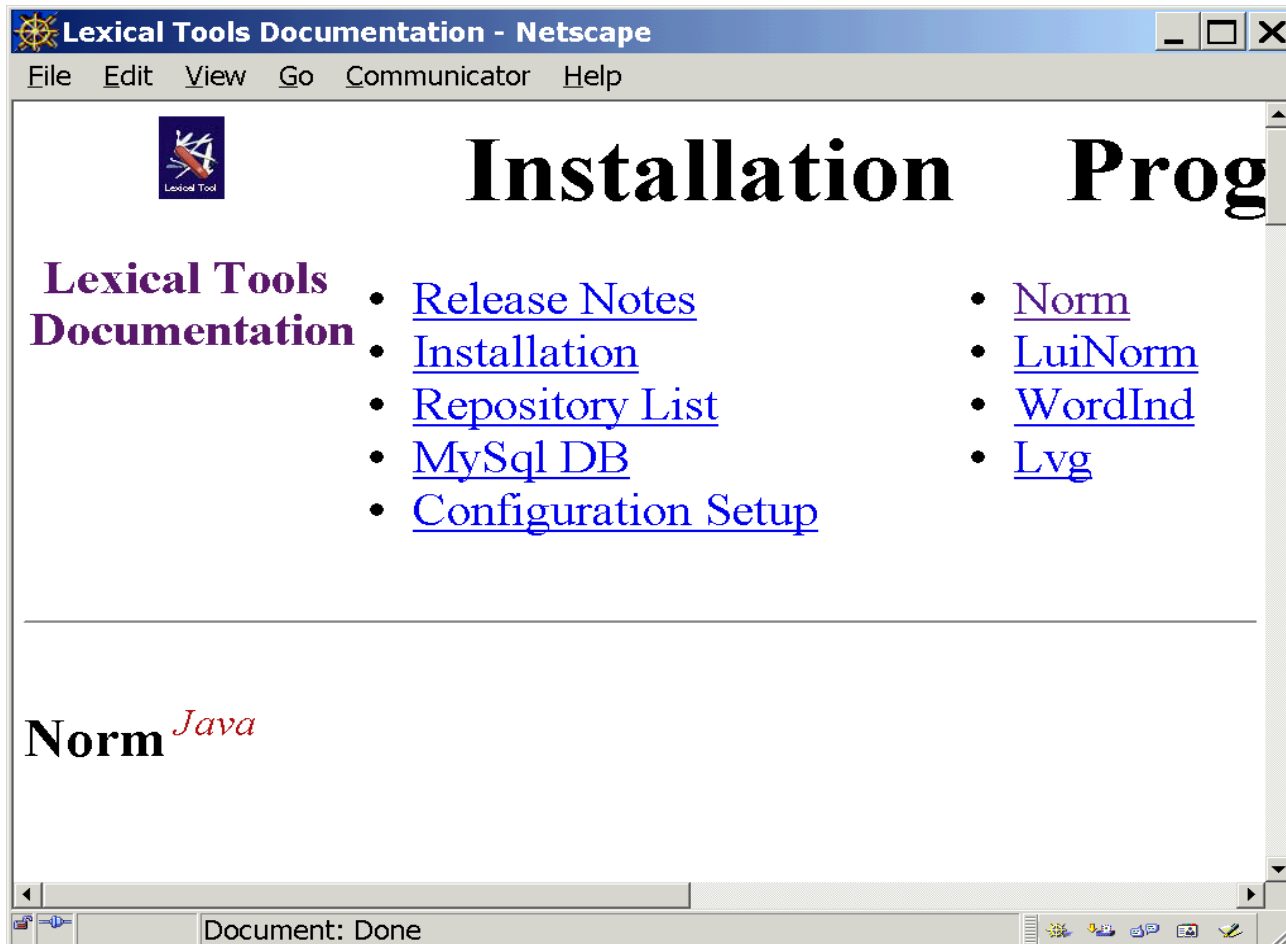 Lexical Tools Documentation - Netscape
File Edit View Go Communicator Help
Lexical Tool
Installation Prog
Lexical Tools
Documentation
Release Notes
Installation
Repository List
MySql DB
Configuration Setup
Norm
LuiNorm
WordInd
Lvg
Norm Java
Document: Done